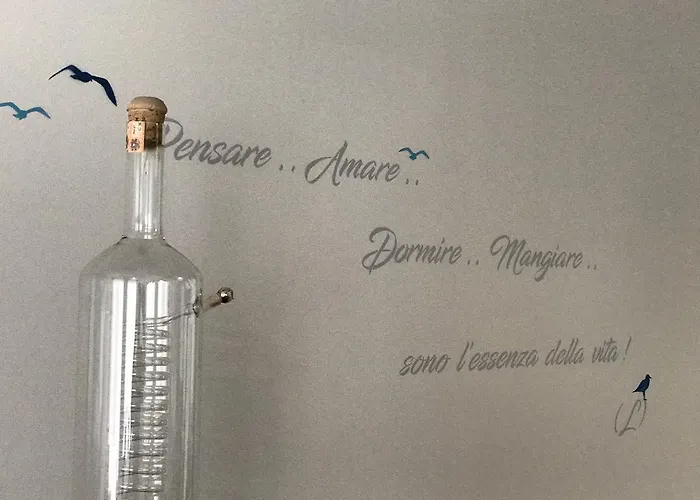 Pensare .. Amare ..
Dormire .. Mangiare ..
sono l'essenza della vita !
(L)